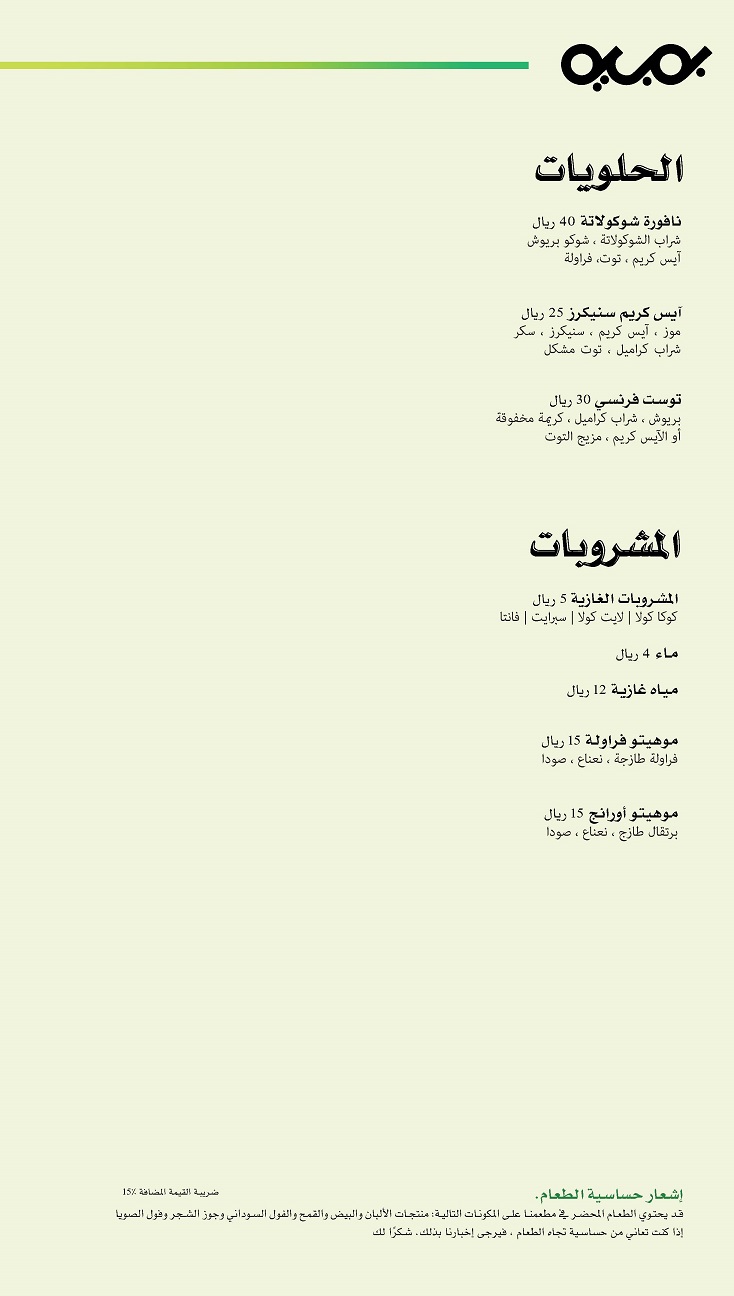 الحلويات
نافورة شوكولاتة 40 ريال
شراب الشوكولاتة ، شوكو بريوش
آيس كريم ، توت، فراولة
آيس كريم سنيكرز 25 ريال
موز ، آيس كريم ، سنيكرز ، سكر
شراب كراميل ، توت مشكل
توست فرنسي 30 ريال
بريوش ، شراب كراميل ، كريمة مخفوقة
أو الآيس كريم ، مزيج التوت
المشروبات
المشروبات الغازية 5 ريال
كوكا كولا | لايت كولا | سبرايت | فانتا
ماء 4 ريال
مياه غازية 12 ريال
موهيتو فراولة 15 ريال
فراولة طازجة ، نعناع ، صودا
موهيتو أورانج 15 ريال
برتقال طازج ، نعناع ، صودا
إشعار حساسية الطعام.
ضريبة القيمة المضافة 15٪
قد يحتوي الطعام المحضر في مطعمنا على المكونات التالية: منتجات الألبان والبيض والقمح والفول السوداني وجوز الشجر وفول الصويا
إذا كنت تعاني من حساسية تجاه الطعام ، فيرجى إخبارنا بذلك. شكرًا لك